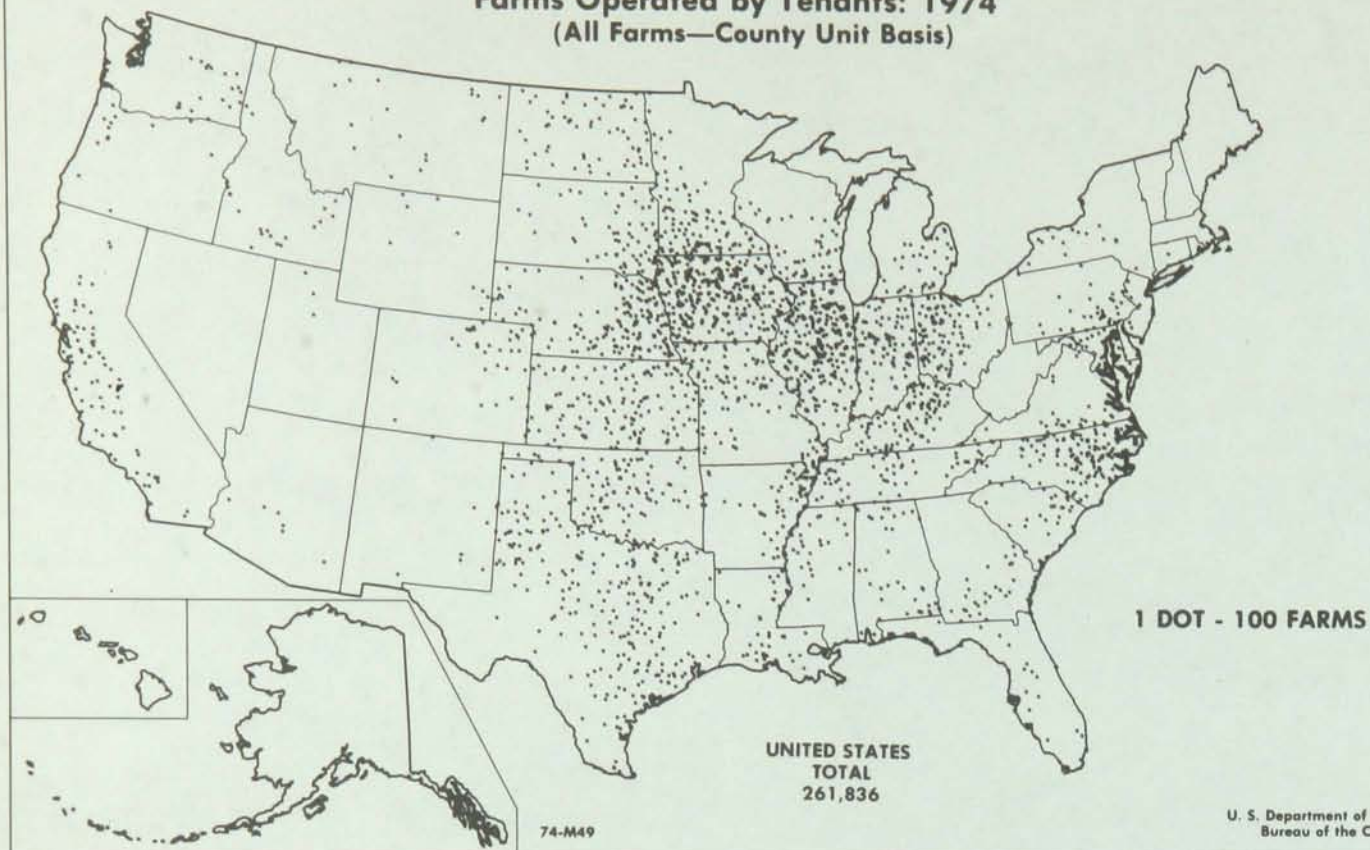 Farms Operated by Tenants: 1974
(All Farms—County Unit Basis)
1 DOT - 100 FARMS
UNITED STATES
TOTAL
261,836
74-M49
U. S. Department of
Bureau of the